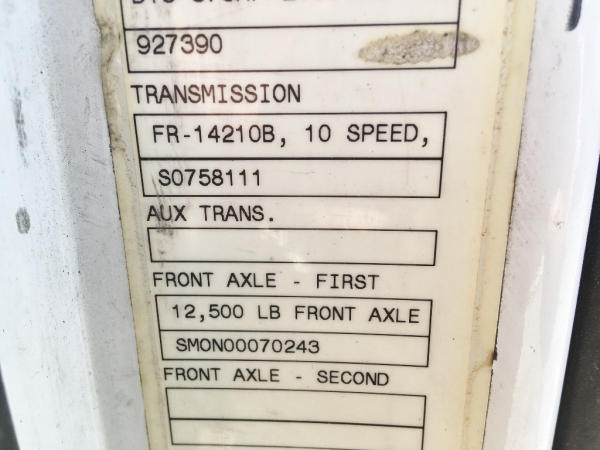 927390
TRANSMISSION
FR-14210B, 10 SPEED,
S0758111
AUX TRANS.
FRONT AXLE - FIRST
12,500 LB FRONT AXLE
SMON00070243
FRONT AXLE - SECOND